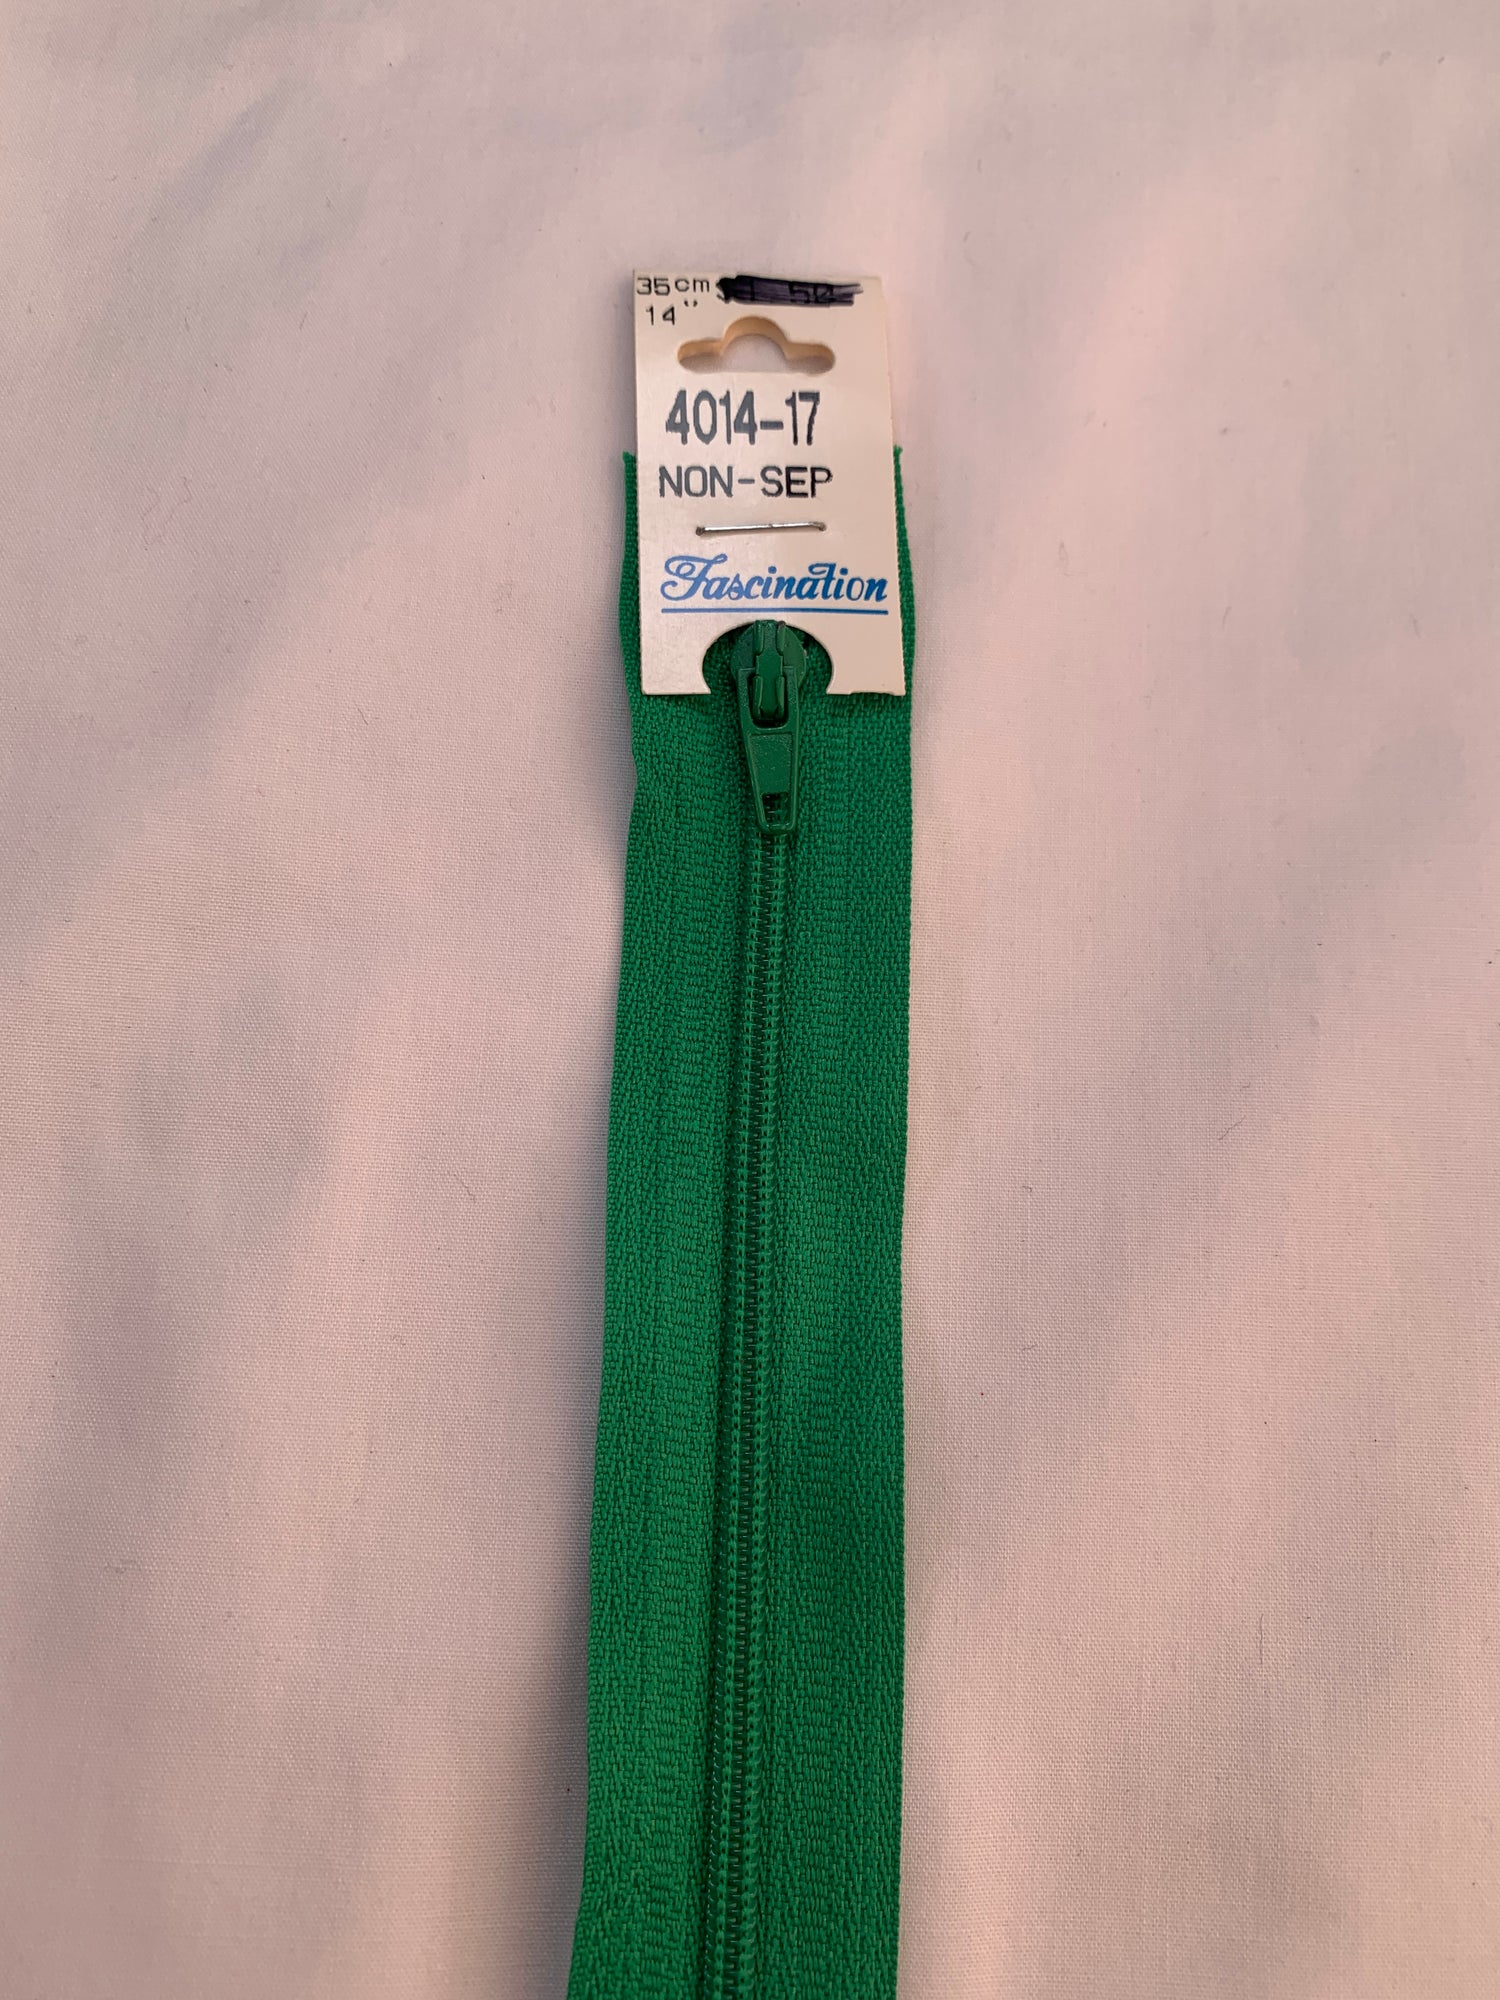 35cm
14"
4014-17
NON-SEP
Fascination